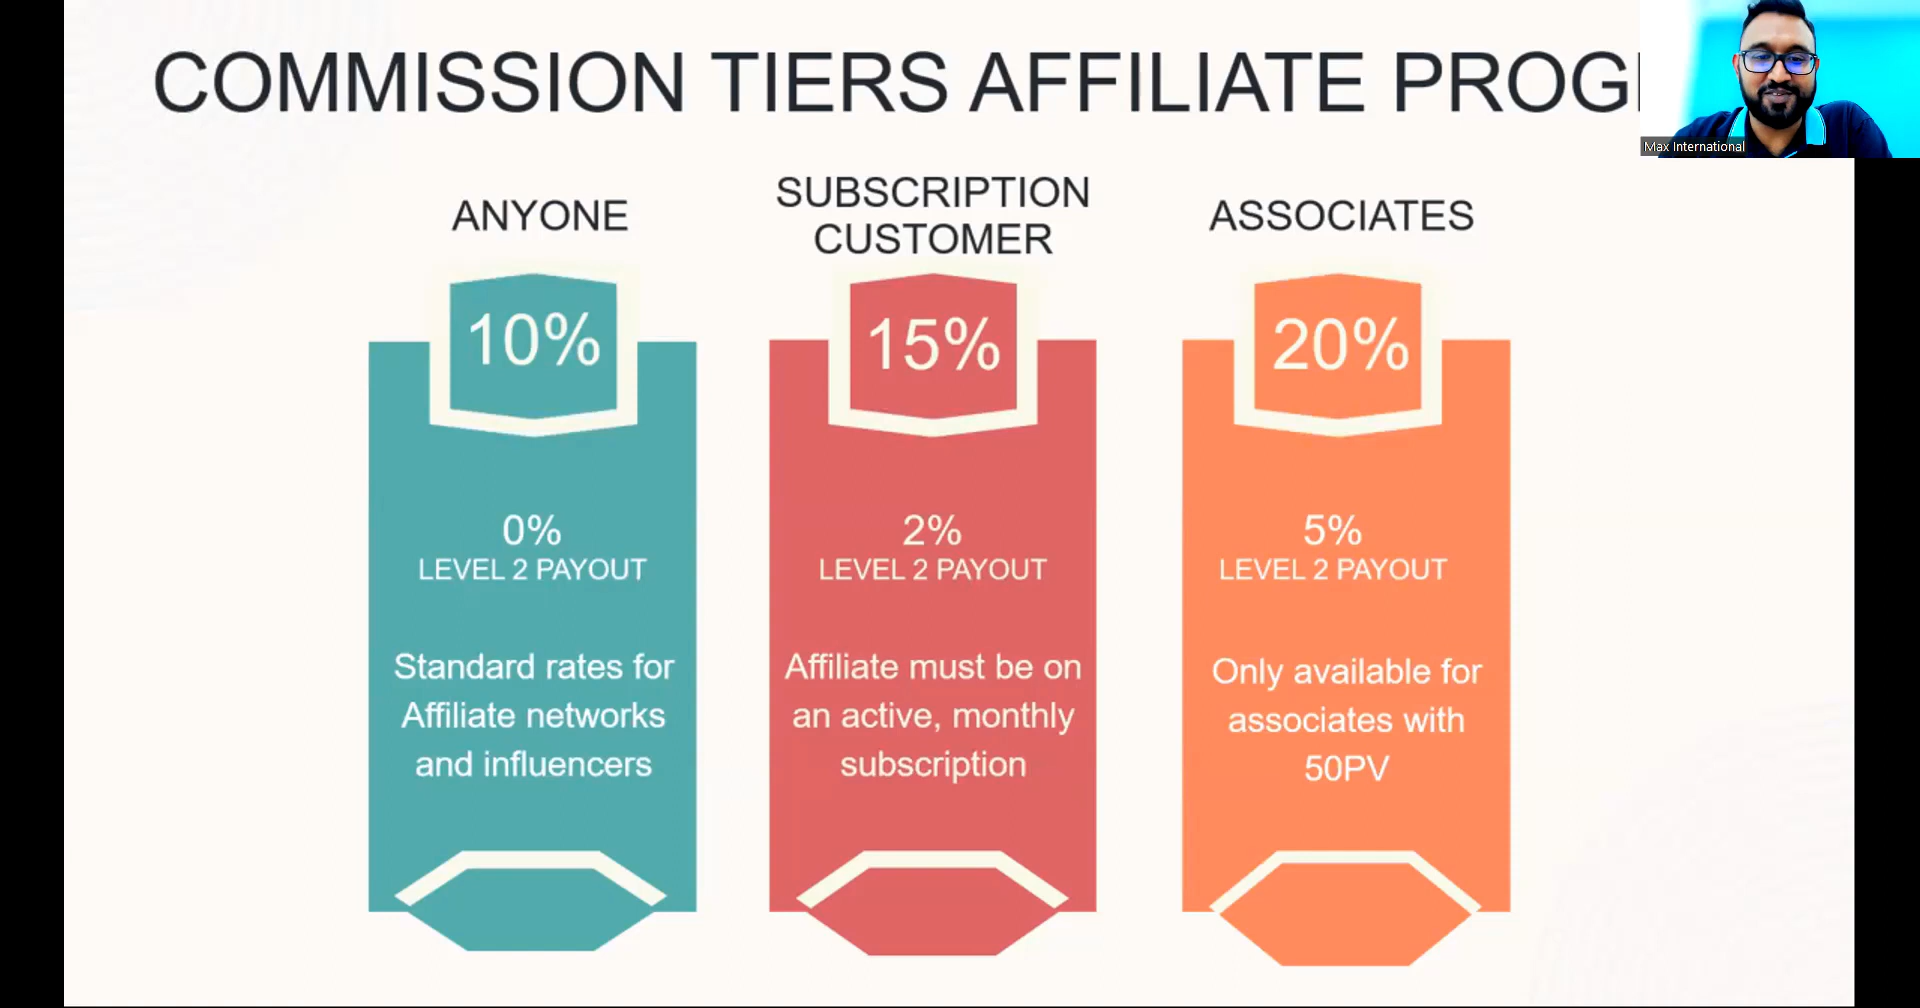 COMMISSION TIERS AFFILIATE PROG
Max International
ANYONE
10%
0%
LEVEL 2 PAYOUT
Standard rates for
Affiliate networks
and influencers
SUBSCRIPTION
CUSTOMER
15%
2%
LEVEL 2 PAYOUT
Affiliate must be on
an active, monthly
subscription
ASSOCIATES
20%
5%
LEVEL 2 PAYOUT
Only available for
associates with
50PV